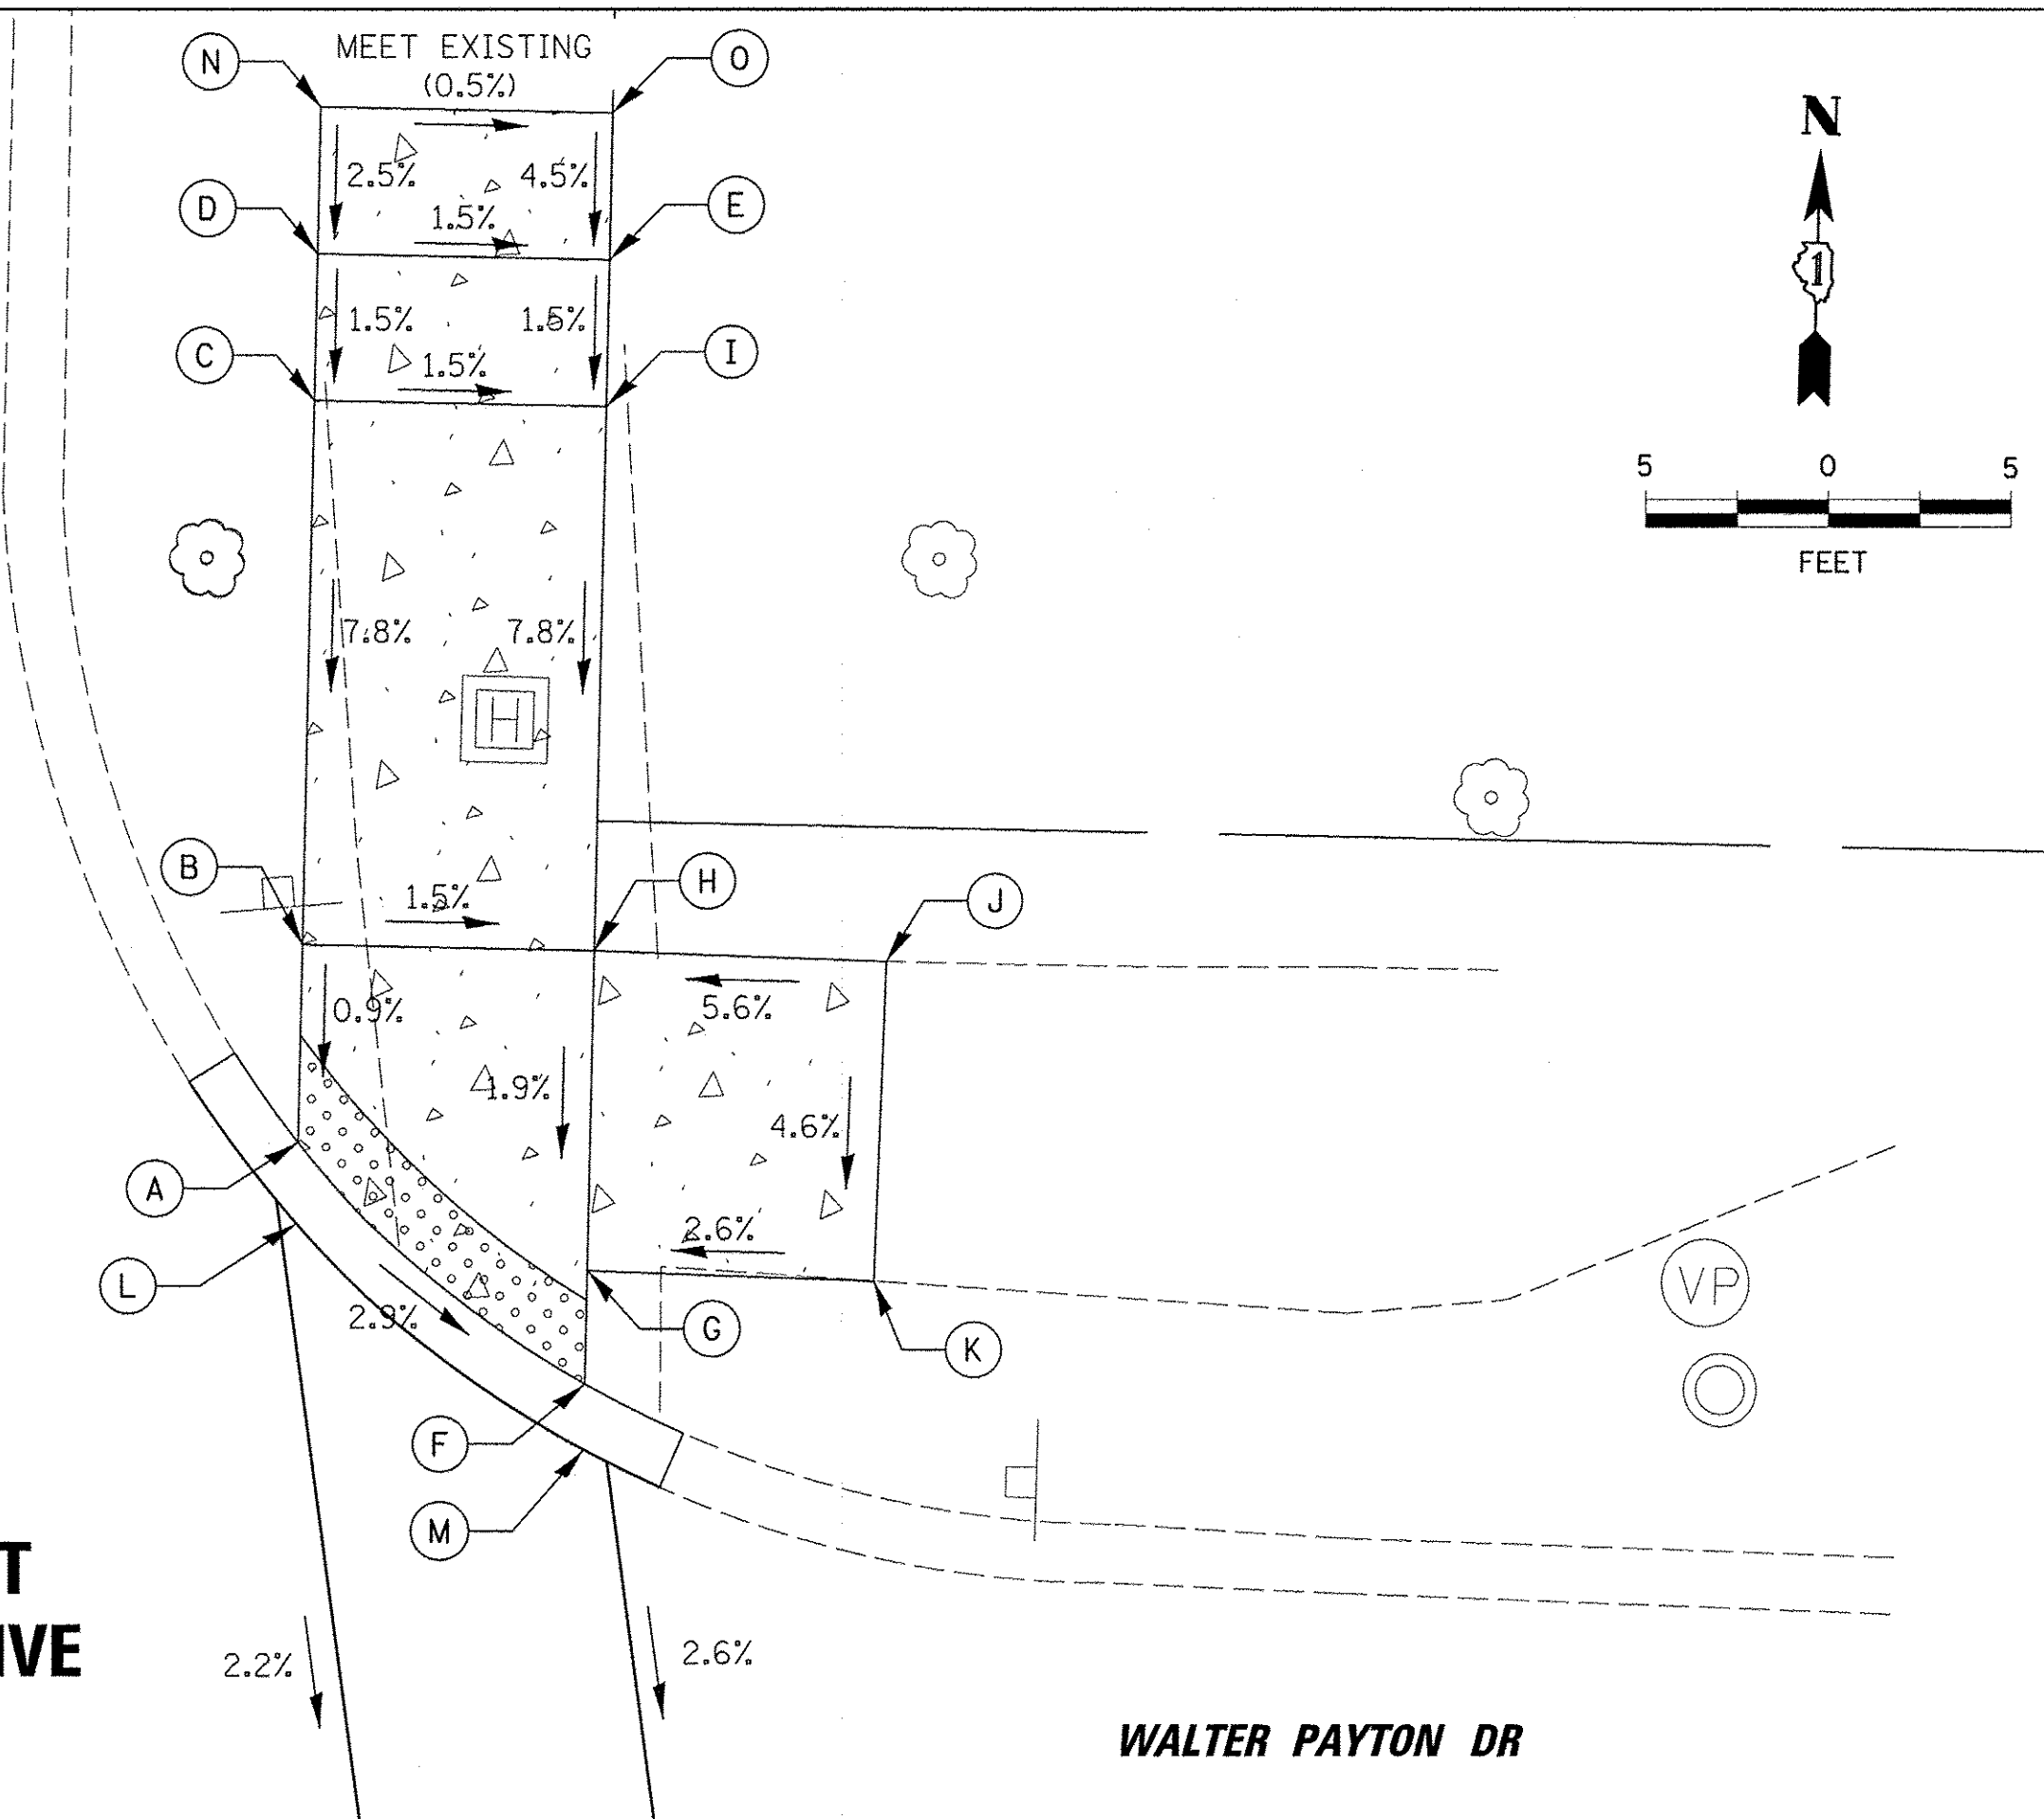 N
MEET EXISTING
(0.5%)
O
N
2.5%
4.5%
D
1.5%
E
1.5%
1.5%
C
1.5%
I
1
5 0 5
FEET
7.8%
7.8%
H
B
1.5%
H
J
0.9%
5.6%
1.9%
4.6%
A
2.6%
L
2.9%
G
K
VP
F
M
T
IVE
2.2%
2.6%
WALTER PAYTON DR